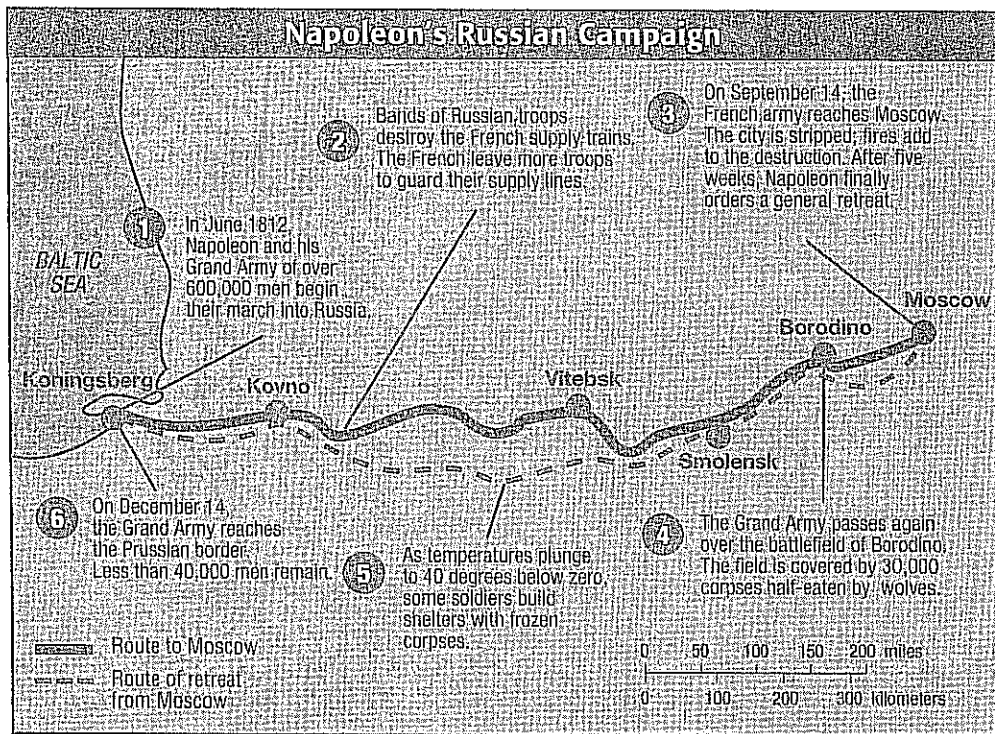 Napoleon's Russian Campaign
1
In June 1812,
Napoleon and his
Grand Army of over
600,000 men begin
their march into Russia.
2
Bands of Russian troops
destroy the French supply trains.
The French leave more troops
to guard their supply lines.
3
On September 14, the
French army reaches Moscow.
The city is stripped; fires add
to the destruction. After five
weeks, Napoleon finally
orders a general retreat.
BALTIC
SEA
Koningsberg
Kovno
Vitebsk
Smolensk
Borodino
Moscow
4
The Grand Army passes again
over the battlefield of Borodino.
The field is covered by 30,000
corpses half-eaten by wolves.
5
As temperatures plunge
to 40 degrees below zero,
some soldiers build
shelters with frozen
corpses.
6
On December 14,
the Grand Army reaches
the Prussian border.
Less than 40,000 men remain.
Route to Moscow
Route of retreat
from Moscow
0 50 100 150 200 miles
0 100 200 300 kilometers